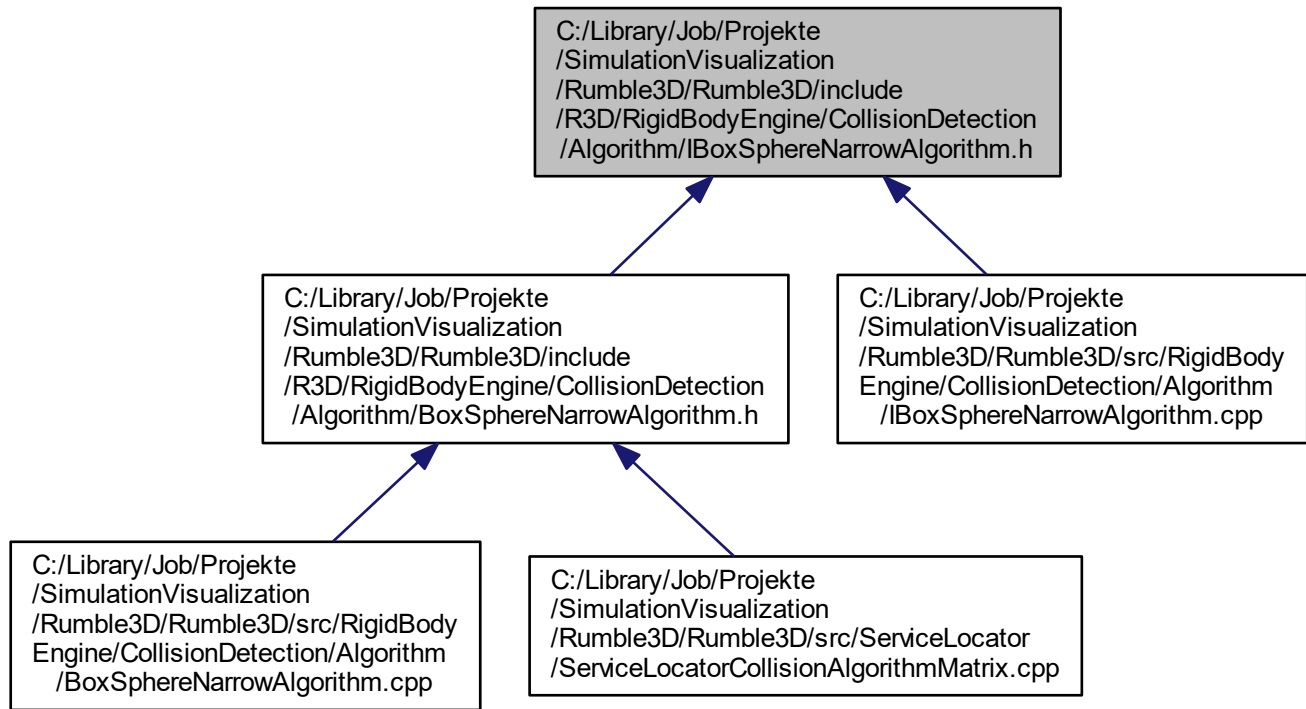 C:/Library/Job/Projekte
/SimulationVisualization
/Rumble3D/Rumble3D/include
/R3D/RigidBodyEngine/CollisionDetection
/Algorithm/IBoxSphereNarrowAlgorithm.h
C:/Library/Job/Projekte
/SimulationVisualization
/Rumble3D/Rumble3D/include
/R3D/RigidBodyEngine/CollisionDetection
/Algorithm/BoxSphereNarrowAlgorithm.h
C:/Library/Job/Projekte
/SimulationVisualization
/Rumble3D/Rumble3D/src/RigidBody
Engine/CollisionDetection/Algorithm
/IBoxSphereNarrowAlgorithm.cpp
C:/Library/Job/Projekte
/SimulationVisualization
/Rumble3D/Rumble3D/src/RigidBody
Engine/CollisionDetection/Algorithm
/BoxSphereNarrowAlgorithm.cpp
C:/Library/Job/Projekte
/SimulationVisualization
/Rumble3D/Rumble3D/src/ServiceLocator
/ServiceLocatorCollisionAlgorithmMatrix.cpp